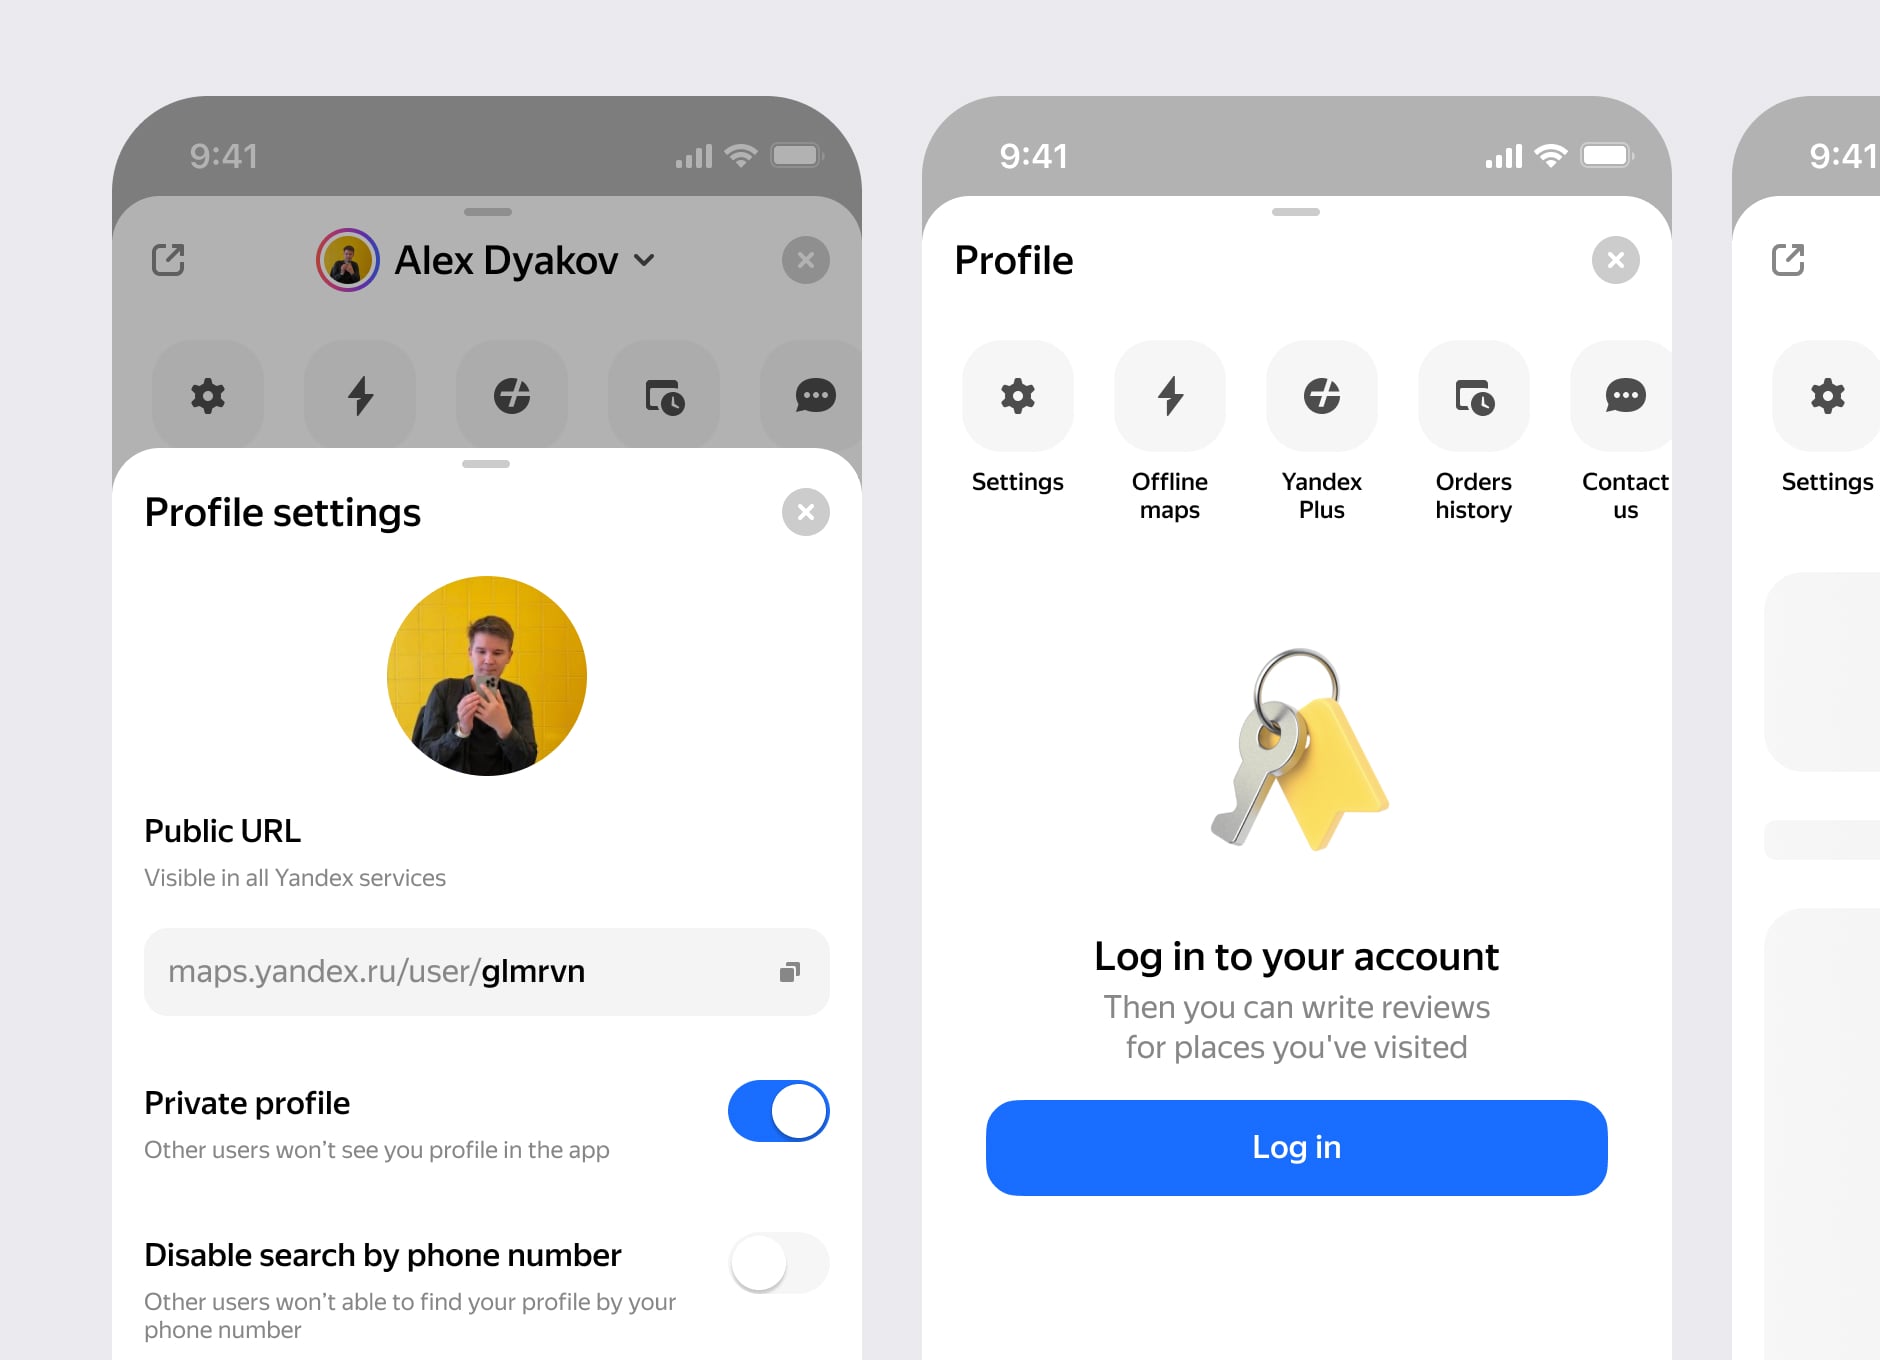 9:41
Alex Dyakov
Profile settings
Public URL
Visible in all Yandex services
maps.yandex.ru/user/glmrvn
Private profile
Other users won’t see you profile in the app
Disable search by phone number
Other users won’t able to find your profile by your
phone number
9:41
Profile
Settings
Offline
maps
Yandex
Plus
Orders
history
Contact
us
Log in to your account
Then you can write reviews
for places you've visited
Log in
9:41
Settings